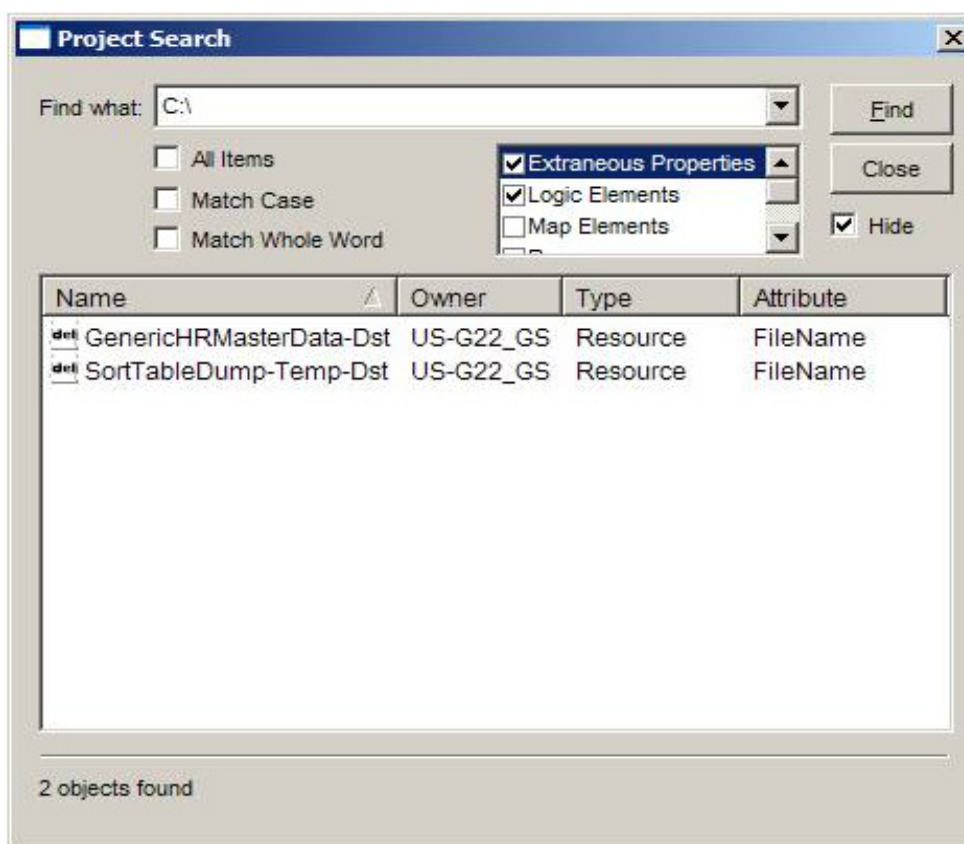 Project Search
Find what: C:\ Find
All Items
Match Case
Match Whole Word
Extraneous Properties
Logic Elements
Map Elements
Close
Hide
Name Owner Type Attribute
GenericHRMasterData-Dst US-G22_GS Resource FileName
SortTableDump-Temp-Dst US-G22_GS Resource FileName
2 objects found